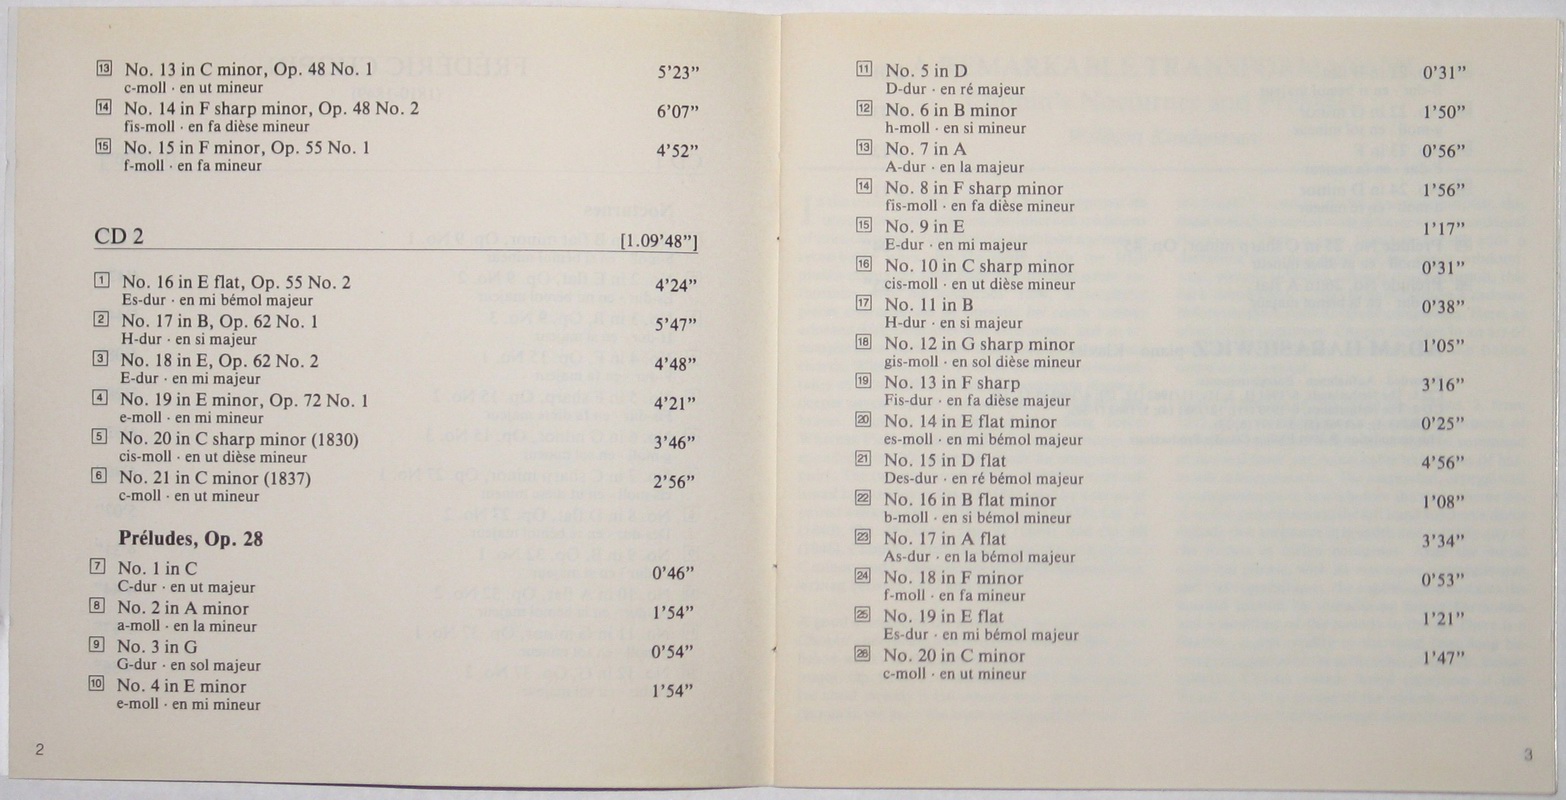 13 No. 13 in C minor, Op. 48 No. 1 5’23”
c-moll · en ut mineur
14 No. 14 in F sharp minor, Op. 48 No. 2 6’07”
fis-moll · en fa dièse mineur
15 No. 15 in F minor, Op. 55 No. 1 4’52”
f-moll · en fa mineur
CD 2 [1.09’48”]
1 No. 16 in E flat, Op. 55 No. 2 4’24”
Es-dur · en mi bémol majeur
2 No. 17 in B, Op. 62 No. 1 5’47”
H-dur · en si majeur
3 No. 18 in E, Op. 62 No. 2 4’48”
E-dur · en mi majeur
4 No. 19 in E minor, Op. 72 No. 1 4’21”
e-moll · en mi mineur
5 No. 20 in C sharp minor (1830) 3’46”
cis-moll · en ut dièse mineur
6 No. 21 in C minor (1837) 2’56”
c-moll · en ut mineur
Préludes, Op. 28
7 No. 1 in C 0’46”
C-dur · en ut majeur
8 No. 2 in A minor 1’54”
a-moll · en la mineur
9 No. 3 in G 0’54”
G-dur · en sol majeur
10 No. 4 in E minor 1’54”
e-moll · en mi mineur
2
11 No. 5 in D 0’31”
D-dur · en ré majeur
12 No. 6 in B minor 1’50”
h-moll · en si mineur
13 No. 7 in A 0’56”
A-dur · en la majeur
14 No. 8 in F sharp minor 1’56”
fis-moll · en fa dièse mineur
15 No. 9 in E 1’17”
E-dur · en mi majeur
16 No. 10 in C sharp minor 0’31”
cis-moll · en ut dièse mineur
17 No. 11 in B 0’38”
H-dur · en si majeur
18 No. 12 in G sharp minor 1’05”
gis-moll · en sol dièse mineur
19 No. 13 in F sharp 3’16”
Fis-dur · en fa dièse majeur
20 No. 14 in E flat minor 0’25”
es-moll · en mi bémol majeur
21 No. 15 in D flat 4’56”
Des-dur · en ré bémol majeur
22 No. 16 in B flat minor 1’08”
b-moll · en si bémol mineur
23 No. 17 in A flat 3’34”
As-dur · en la bémol majeur
24 No. 18 in F minor 0’53”
f-moll · en fa mineur
25 No. 19 in E flat 1’21”
Es-dur · en mi bémol majeur
26 No. 20 in C minor 1’47”
c-moll · en ut mineur
3